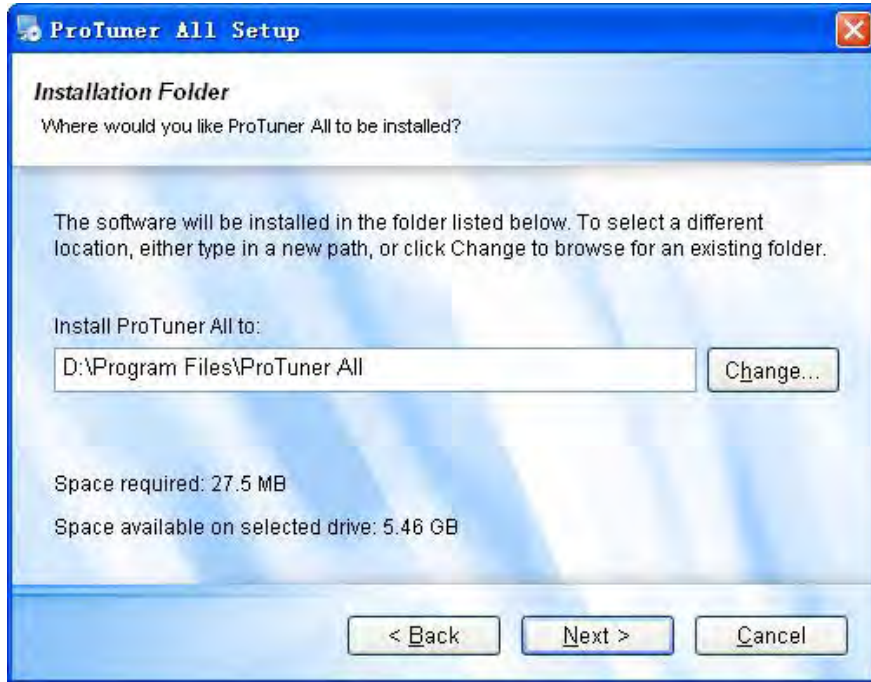 ProTuner All Setup
Installation Folder
Where would you like ProTuner All to be installed?
The software will be installed in the folder listed below. To select a different
location, either type in a new path, or click Change to browse for an existing folder.
Install ProTuner All to:
D:\Program Files\ProTuner All
Change...
Space required: 27.5 MB
Space available on selected drive: 5.46 GB
< Back
Next >
Cancel